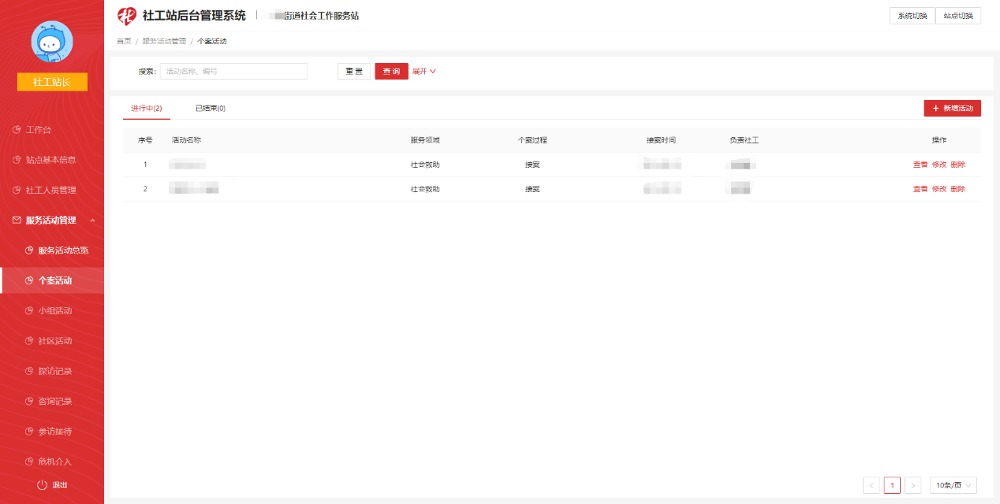 社工站后台管理系统
街道社会工作服务站
系统切换
站点切换
首页 / 服务活动管理 / 个案活动
社工站长
工作台
站点基本信息
社工人员管理
服务活动管理
服务活动总览
个案活动
小组活动
社区活动
探访记录
咨询记录
参访接待
危机介入
退出
搜索: 活动名称、编号
重置
查询
展开
进行中(2)
已结束(0)
+ 新增活动
序号 活动名称 服务领域 个案过程 接案时间 负责社工 操作
1 社会救助 接案 查看 修改 删除
2 社会救助 接案 查看 修改 删除
< 1 > 10条/页